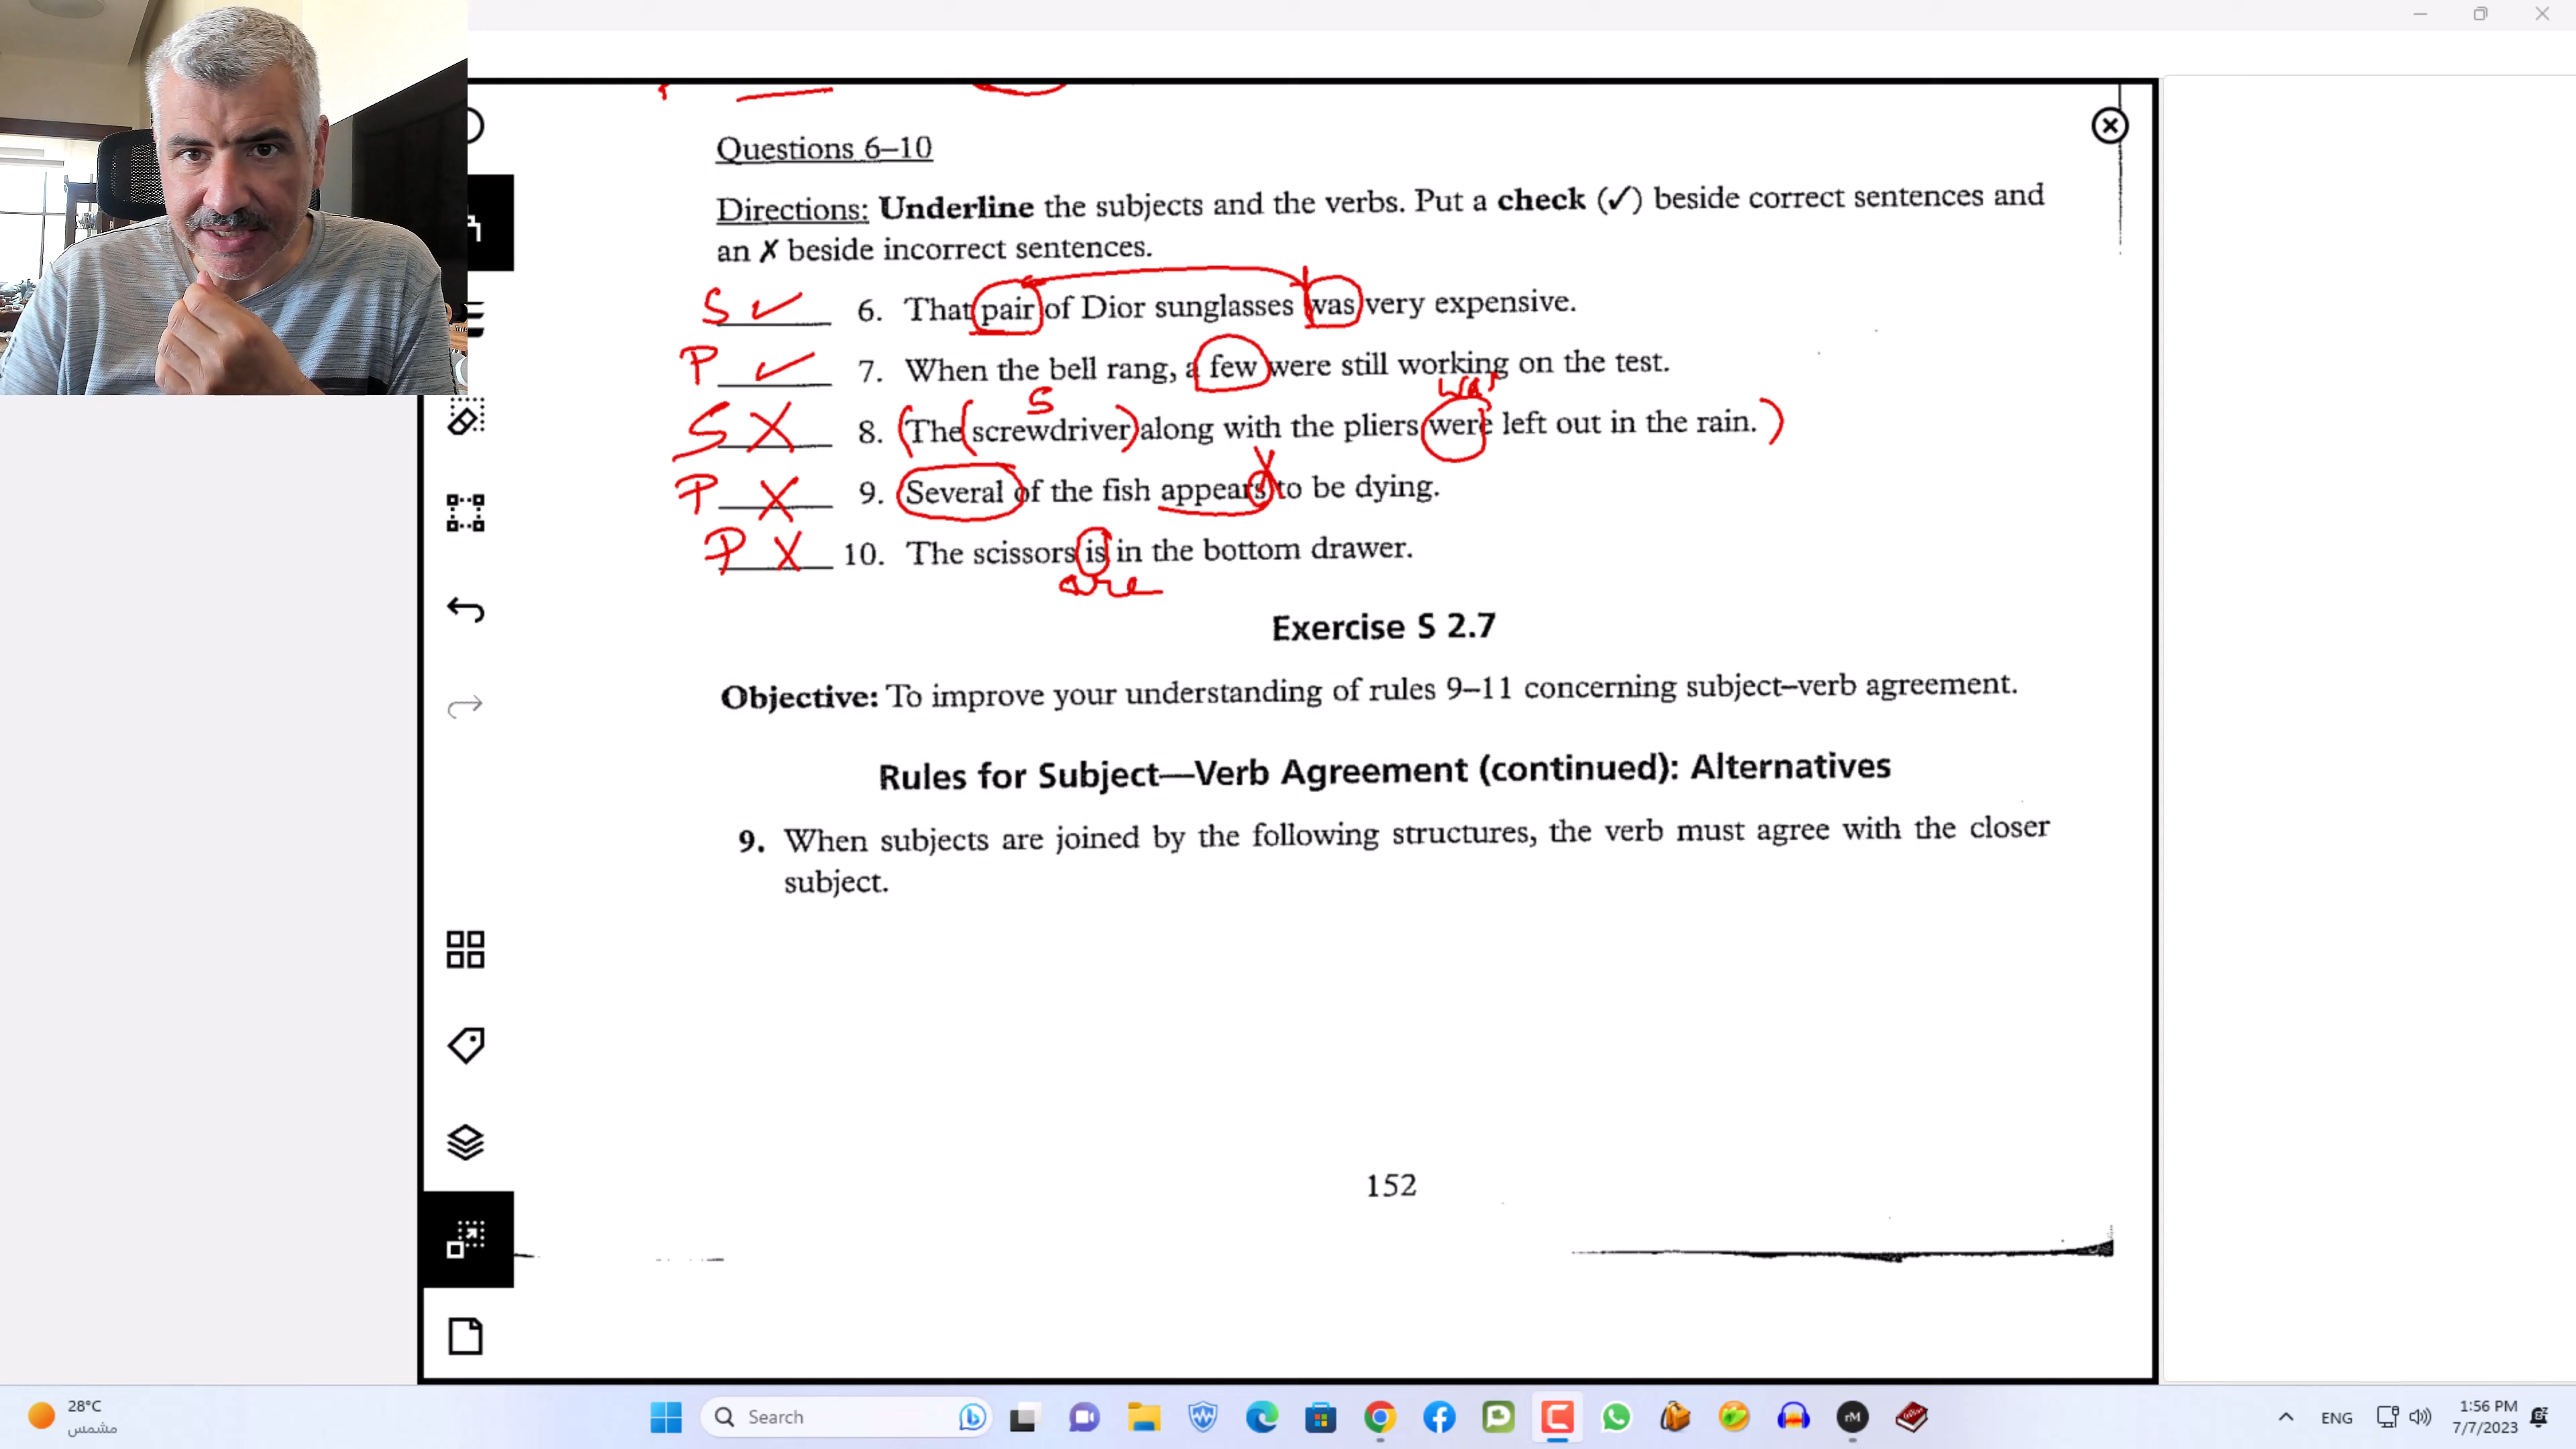 Questions 6–10
Directions: Underline the subjects and the verbs. Put a check (✓) beside correct sentences and
an ✗ beside incorrect sentences.
S ✓ 6. That pair of Dior sunglasses was very expensive.
P ✓ 7. When the bell rang, a few were still working on the test.
S was
S X 8. (The (screwdriver) along with the pliers were left out in the rain.)
P X 9. Several of the fish appears to be dying.
P X 10. The scissors is in the bottom drawer.
are
Exercise S 2.7
Objective: To improve your understanding of rules 9–11 concerning subject–verb agreement.
Rules for Subject—Verb Agreement (continued): Alternatives
9. When subjects are joined by the following structures, the verb must agree with the closer
subject.
152
28°C
مشمس
Search
rM
ENG
1:56 PM
7/7/2023